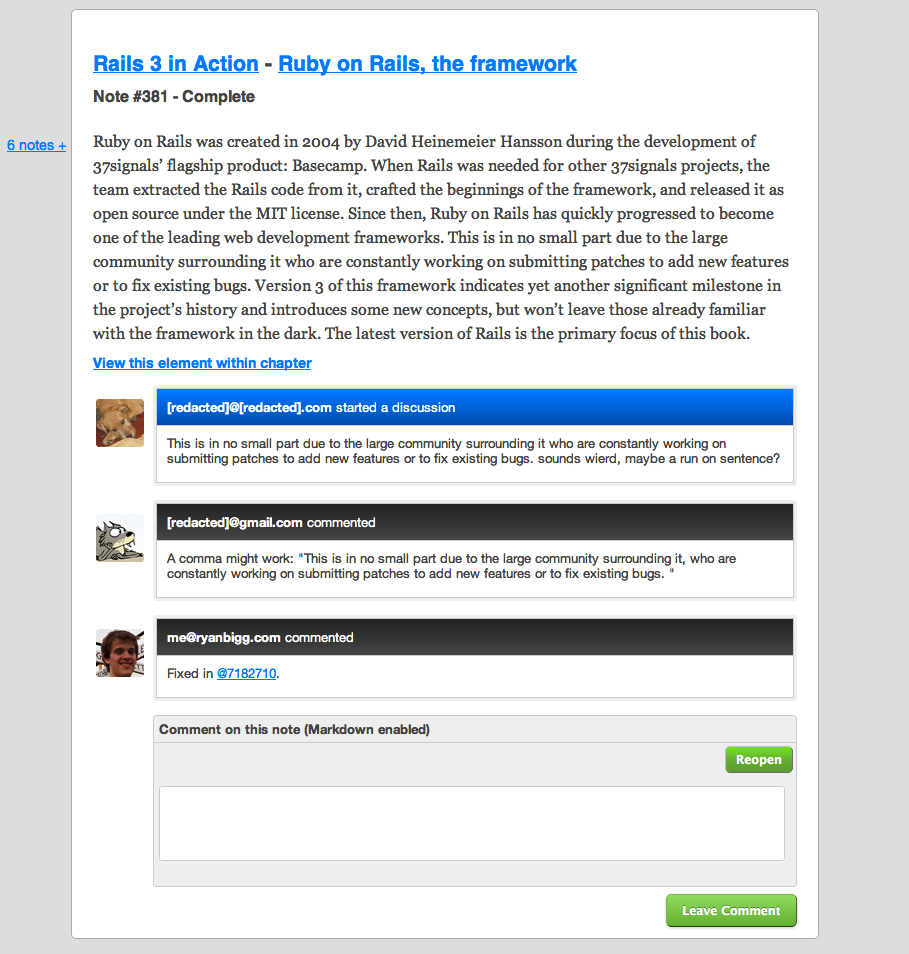 Rails 3 in Action - Ruby on Rails, the framework
Note #381 - Complete
6 notes +
Ruby on Rails was created in 2004 by David Heinemeier Hansson during the development of
37signals’ flagship product: Basecamp. When Rails was needed for other 37signals projects, the
team extracted the Rails code from it, crafted the beginnings of the framework, and released it as
open source under the MIT license. Since then, Ruby on Rails has quickly progressed to become
one of the leading web development frameworks. This is in no small part due to the large
community surrounding it who are constantly working on submitting patches to add new features
or to fix existing bugs. Version 3 of this framework indicates yet another significant milestone in
the project’s history and introduces some new concepts, but won’t leave those already familiar
with the framework in the dark. The latest version of Rails is the primary focus of this book.
View this element within chapter
[redacted]@[redacted].com started a discussion
This is in no small part due to the large community surrounding it who are constantly working on
submitting patches to add new features or to fix existing bugs. sounds wierd, maybe a run on sentence?
[redacted]@gmail.com commented
A comma might work: "This is in no small part due to the large community surrounding it, who are
constantly working on submitting patches to add new features or to fix existing bugs. "
me@ryanbigg.com commented
Fixed in @7182710.
Comment on this note (Markdown enabled)
Reopen
Leave Comment